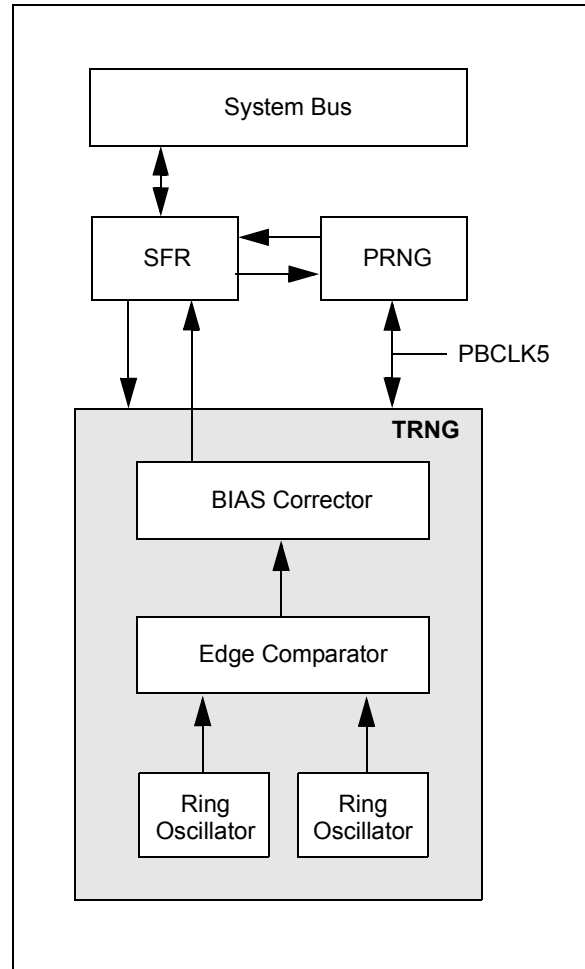 System Bus
SFR
PRNG
PBCLK5
TRNG
BIAS Corrector
Edge Comparator
Ring
Oscillator
Ring
Oscillator